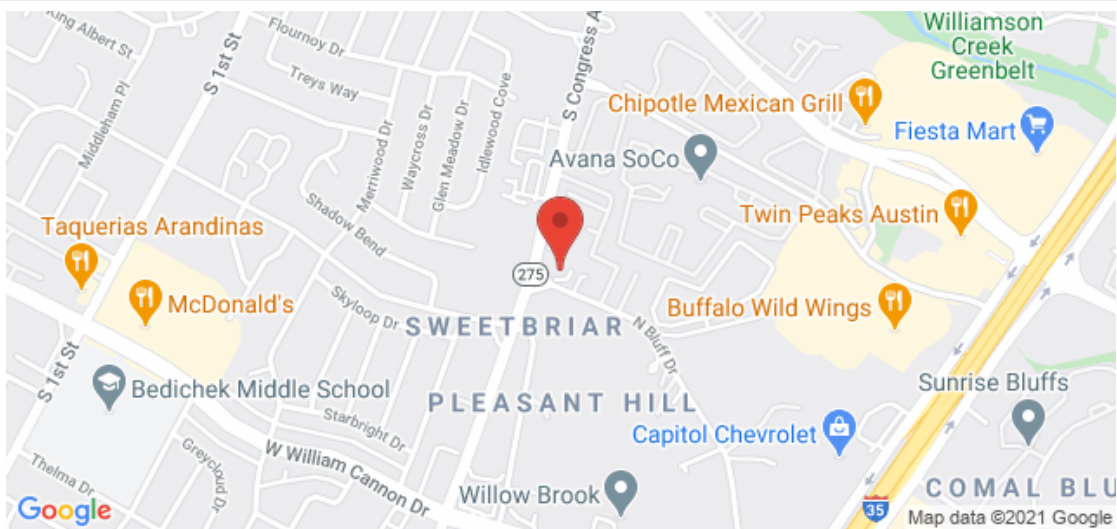 King Albert St
Flournoy Dr
Treys Way
Middleham Pl
S 1st St
Merriwood Dr
Waycross Dr
Glen Meadow Dr
Idlewood Cove
S Congress A
Williamson
Creek
Greenbelt
Chipotle Mexican Grill
Fiesta Mart
Avana SoCo
Shadow Bend
Twin Peaks Austin
Taquerias Arandinas
275
McDonald's
Skyloop Dr
SWEETBRIAR
N Bluff Dr
Buffalo Wild Wings
S 1st St
Bedichek Middle School
PLEASANT HILL
Sunrise Bluffs
Starbright Dr
Capitol Chevrolet
W William Cannon Dr
Greycloud Dr
Thelma Dr
Willow Brook
COMAL BLU
35
Google
Map data ©2021 Google